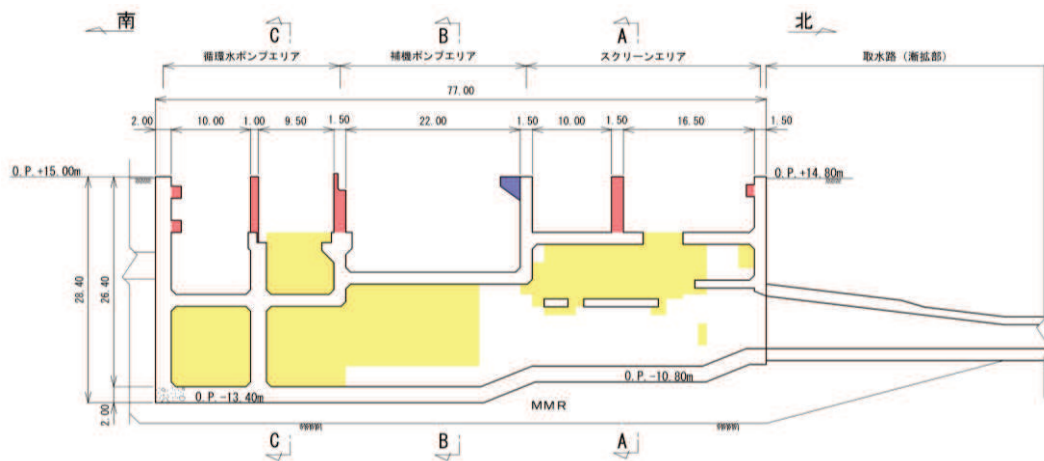 南
C
B
A
北
循環水ポンプエリア
補機ポンプエリア
スクリーンエリア
取水路（漸拡部）
77.00
2.00
10.00
1.00
9.50
1.50
22.00
1.50
10.00
1.50
16.50
1.50
O.P.+15.00m
O.P.+14.80m
28.40
26.40
2.00
O.P.-13.40m
O.P.-10.80m
MMR
C
B
A